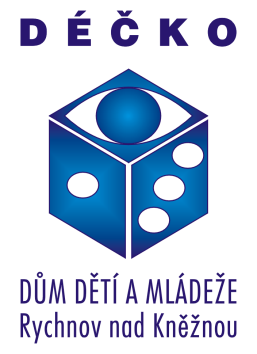 DÉČKO
DŮM DĚTÍ A MLÁDEŽE
Rychnov nad Kněžnou